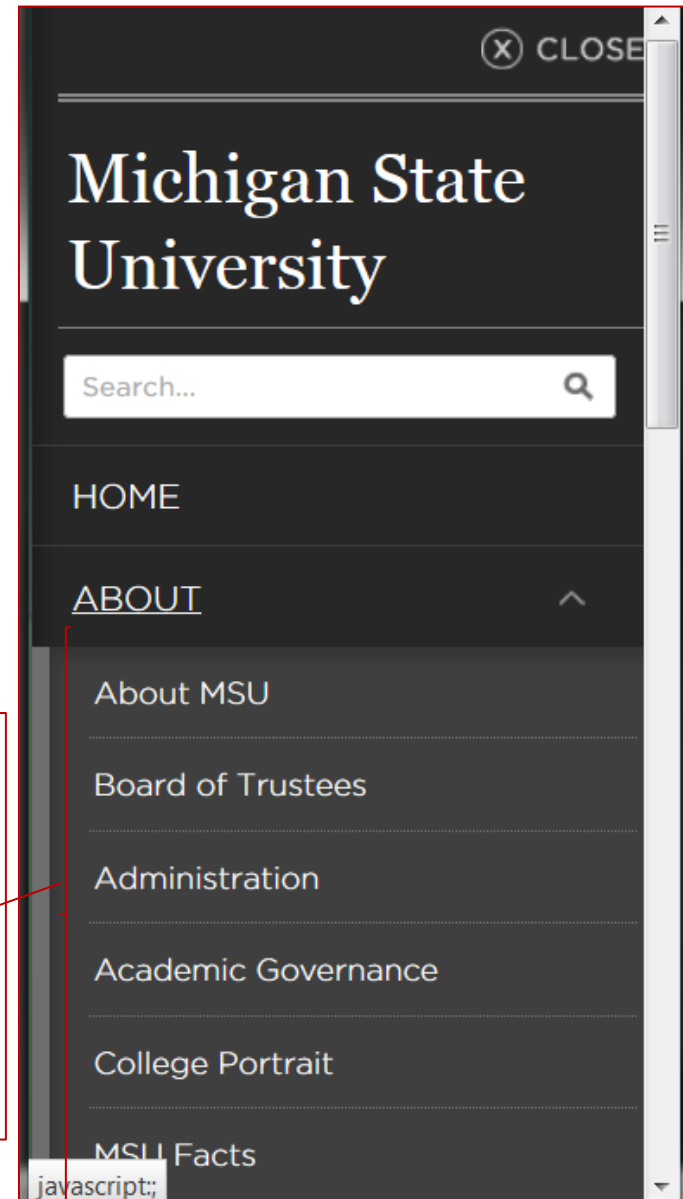 CLOSE
Michigan State
University
Search...
HOME
ABOUT
About MSU
Board of Trustees
Administration
Academic Governance
College Portrait
MSU Facts
javascript:;